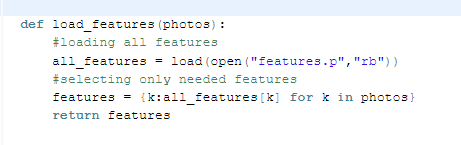 def load_features(photos):
    #loading all features
    all_features = load(open("features.p","rb"))
    #selecting only needed features
    features = {k:all_features[k] for k in photos}
    return features